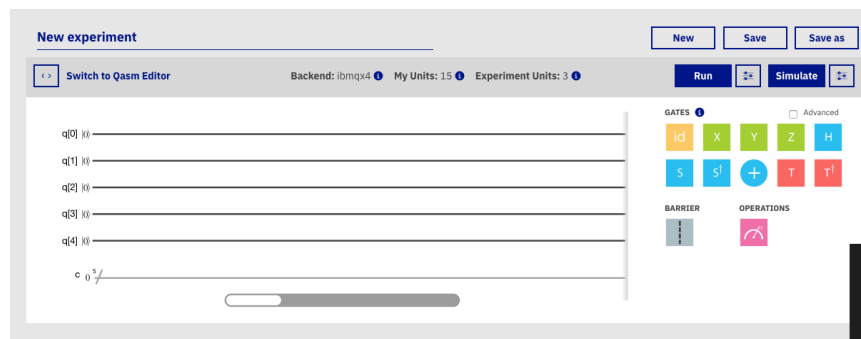 New experiment
New Save Save as
<> Switch to Qasm Editor Backend: ibmqx4 i My Units: 15 i Experiment Units: 3 i Run Simulate
GATES i Advanced
q[0] |0⟩
id X Y Z H
q[1] |0⟩
S S† + T T†
q[2] |0⟩
BARRIER OPERATIONS
q[3] |0⟩
q[4] |0⟩
c 0 5